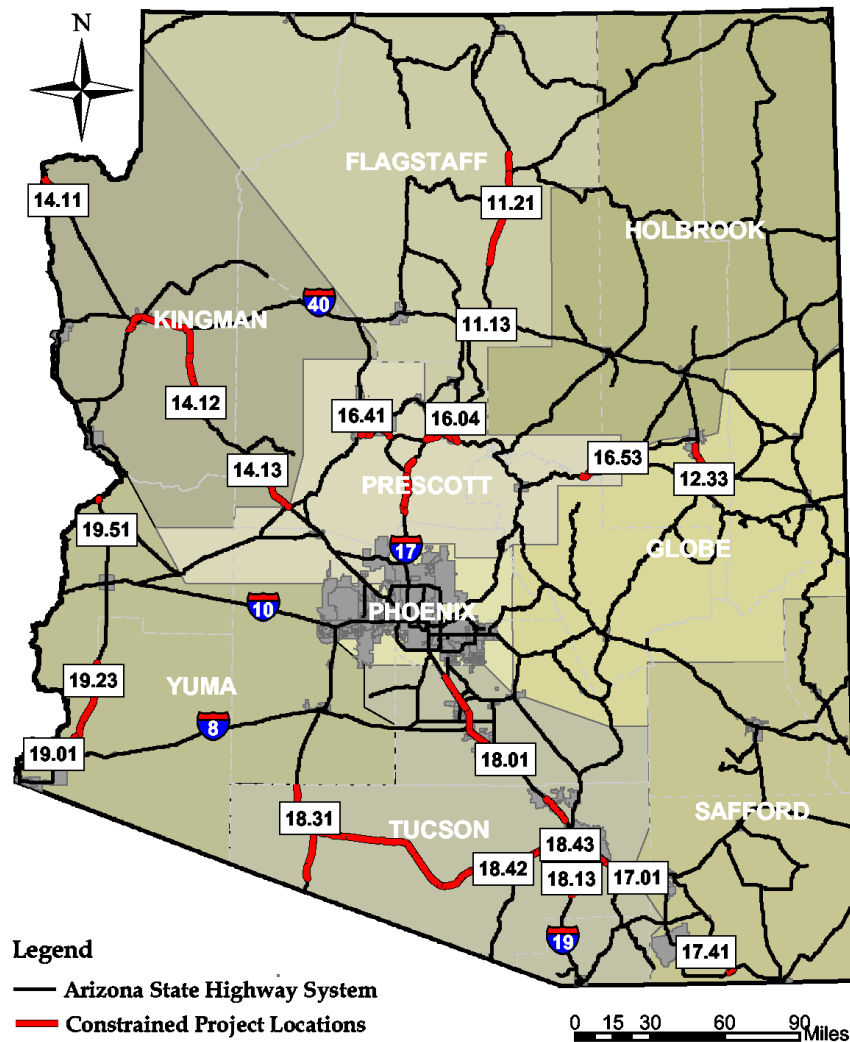 N
FLAGSTAFF
14.11
11.21
HOLBROOK
40
KINGMAN
11.13
14.12
16.41
16.04
14.13
16.53
12.33
PRESCOTT
19.51
17
GLOBE
10
PHOENIX
19.23
YUMA
8
19.01
18.01
18.31
TUCSON
SAFFORD
18.43
18.42
18.13
17.01
19
17.41
Legend
Arizona State Highway System
Constrained Project Locations
0 15 30 60 90 Miles